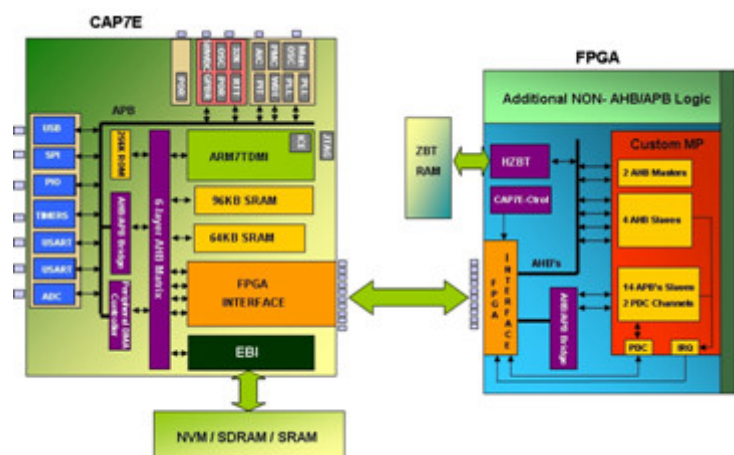 CAP7E
FPGA
APB
USB
SPI
PIO
TIMERS
USART
USART
ADC
256K ROM
AHB/APB Bridge
Peripheral DMA Controller
6 layer AHB Matrix
ARM7TDMI
ICE
JTAG
96KB SRAM
64KB SRAM
FPGA
INTERFACE
EBI
NVM / SDRAM / SRAM
Additional NON- AHB/APB Logic
ZBT
RAM
HZBT
CAP7E-Ctrol
FPGA
INTERFACE
AHB's
AHB/APB Bridge
Custom MP
2 AHB Masters
4 AHB Slaves
14 APB's Slaves
2 PDC Channels
PDC
IRQ